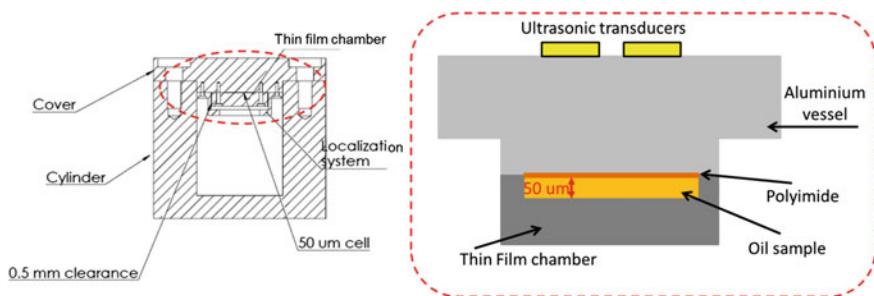 Thin film chamber
Cover
Localization
system
Cylinder
50 um cell
0.5 mm clearance
Ultrasonic transducers
Aluminium
vessel
50 um
Polyimide
Oil sample
Thin Film chamber